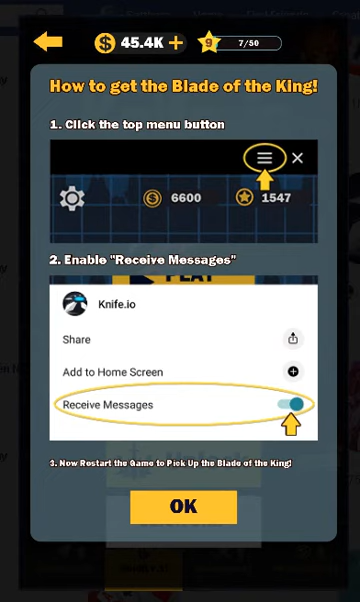 45.4K
9
7/50
How to get the Blade of the King!
1. Click the top menu button
6600
1547
2. Enable "Receive Messages"
PLAY
Knife.io
Share
Add to Home Screen
Receive Messages
3. Now Restart the Game to Pick Up the Blade of the King!
OK